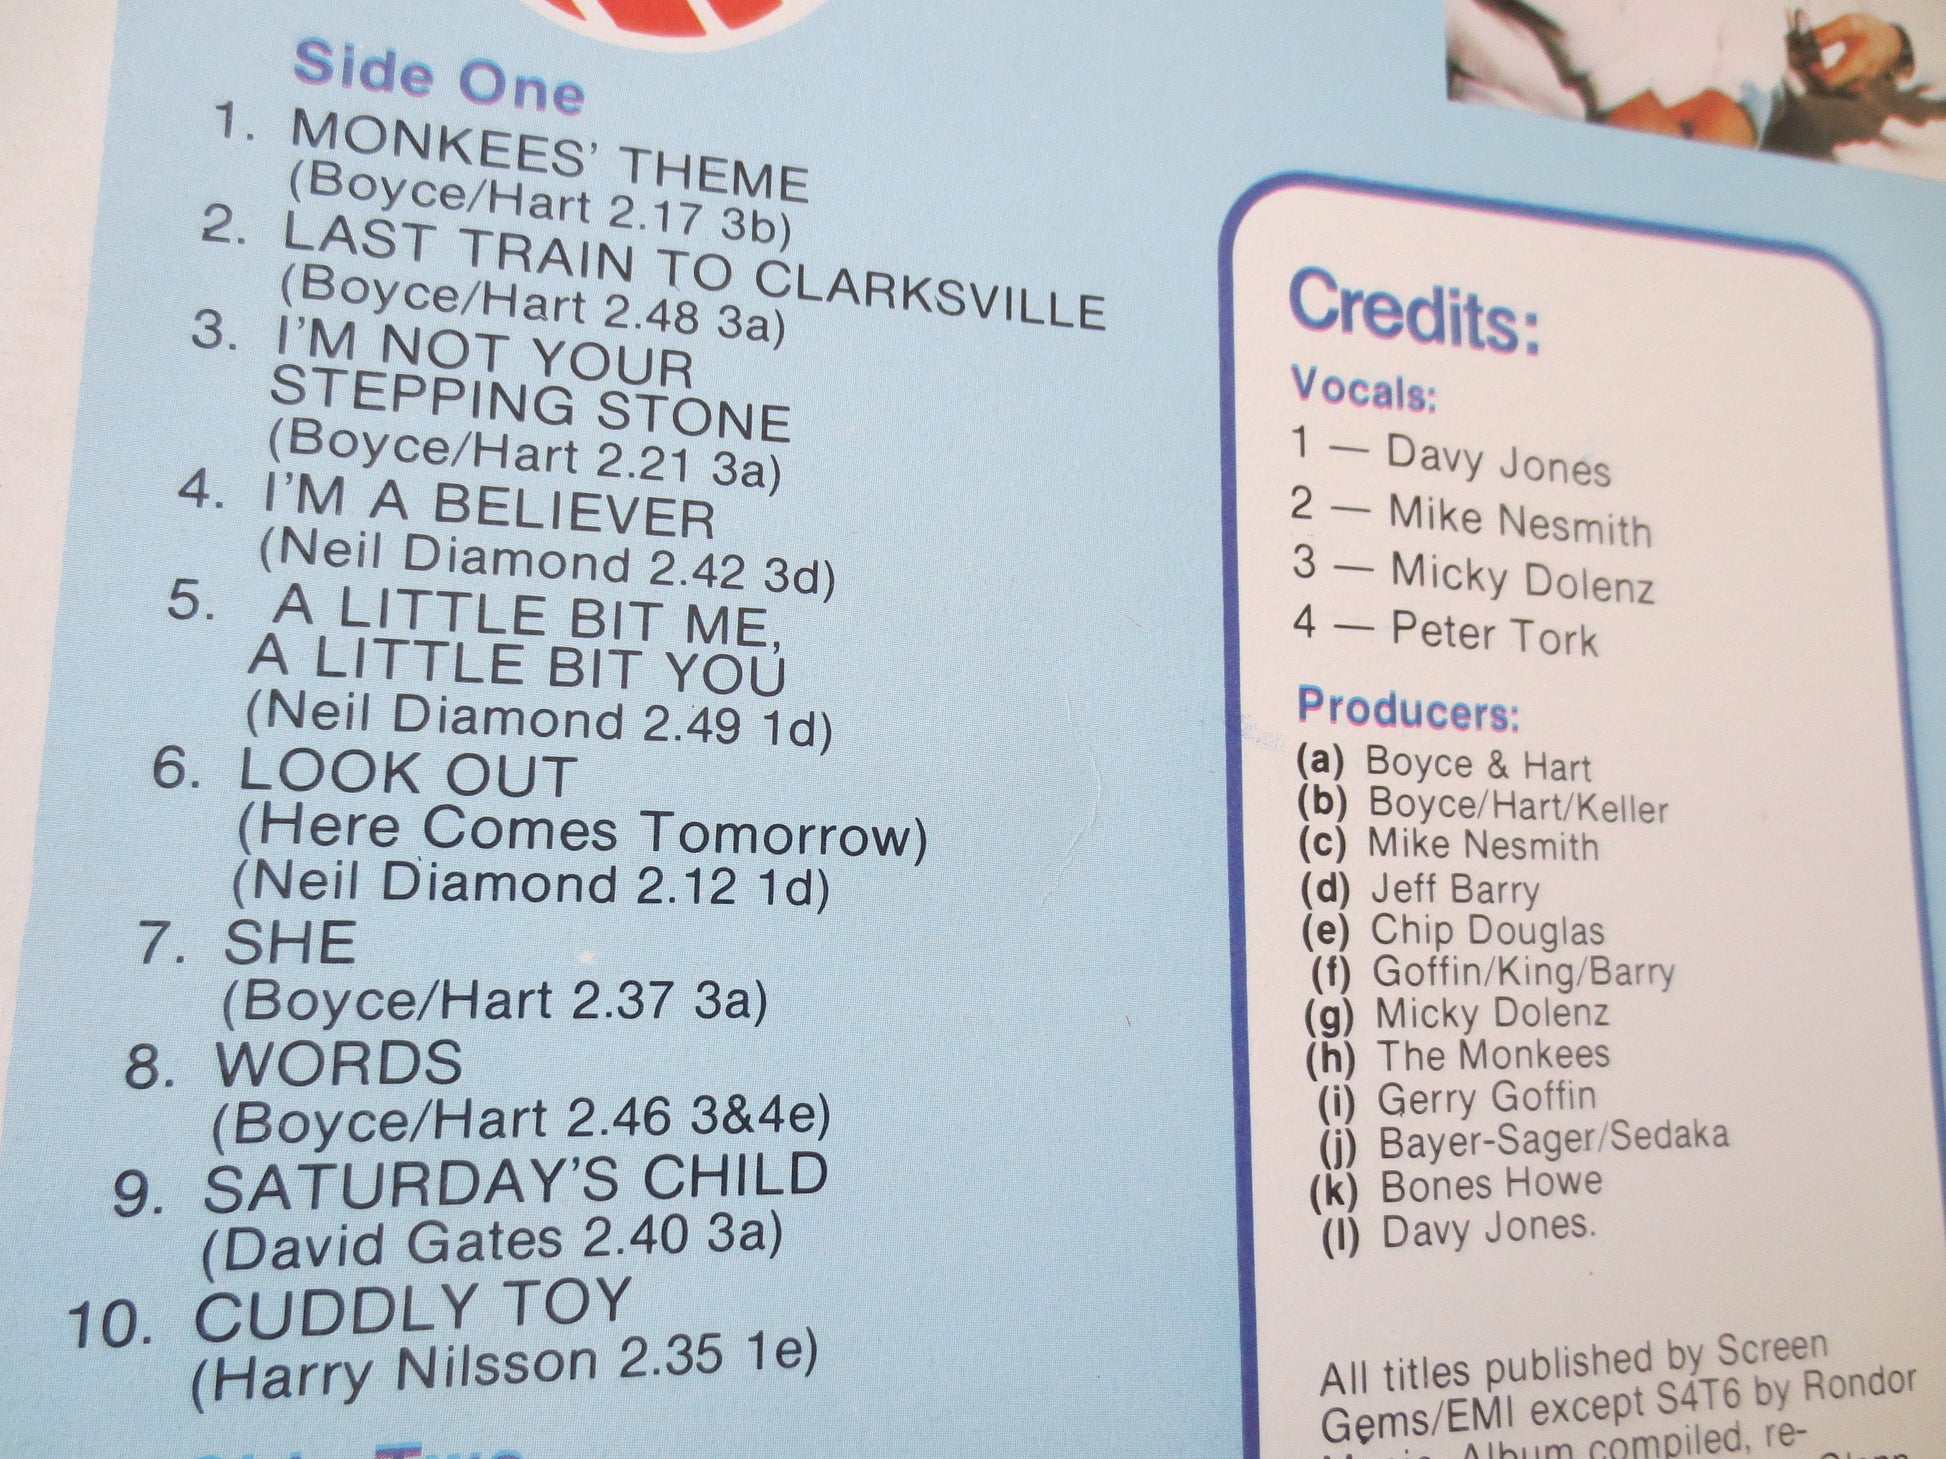 Side One
1. MONKEES' THEME
(Boyce/Hart 2.17 3b)
2. LAST TRAIN TO CLARKSVILLE
(Boyce/Hart 2.48 3a)
3. I'M NOT YOUR
STEPPING STONE
(Boyce/Hart 2.21 3a)
4. I'M A BELIEVER
(Neil Diamond 2.42 3d)
5. A LITTLE BIT ME,
A LITTLE BIT YOU
(Neil Diamond 2.49 1d)
6. LOOK OUT
(Here Comes Tomorrow)
(Neil Diamond 2.12 1d)
7. SHE
(Boyce/Hart 2.37 3a)
8. WORDS
(Boyce/Hart 2.46 3&4e)
9. SATURDAY'S CHILD
(David Gates 2.40 3a)
10. CUDDLY TOY
(Harry Nilsson 2.35 1e)
Two
Credits:
Vocals:
1 — Davy Jones
2 — Mike Nesmith
3 — Micky Dolenz
4 — Peter Tork
Producers:
(a) Boyce & Hart
(b) Boyce/Hart/Keller
(c) Mike Nesmith
(d) Jeff Barry
(e) Chip Douglas
(f) Goffin/King/Barry
(g) Micky Dolenz
(h) The Monkees
(i) Gerry Goffin
(j) Bayer-Sager/Sedaka
(k) Bones Howe
(l) Davy Jones.
All titles published by Screen
Gems/EMI except S4T6 by Rondor
Music. Album compiled, re-